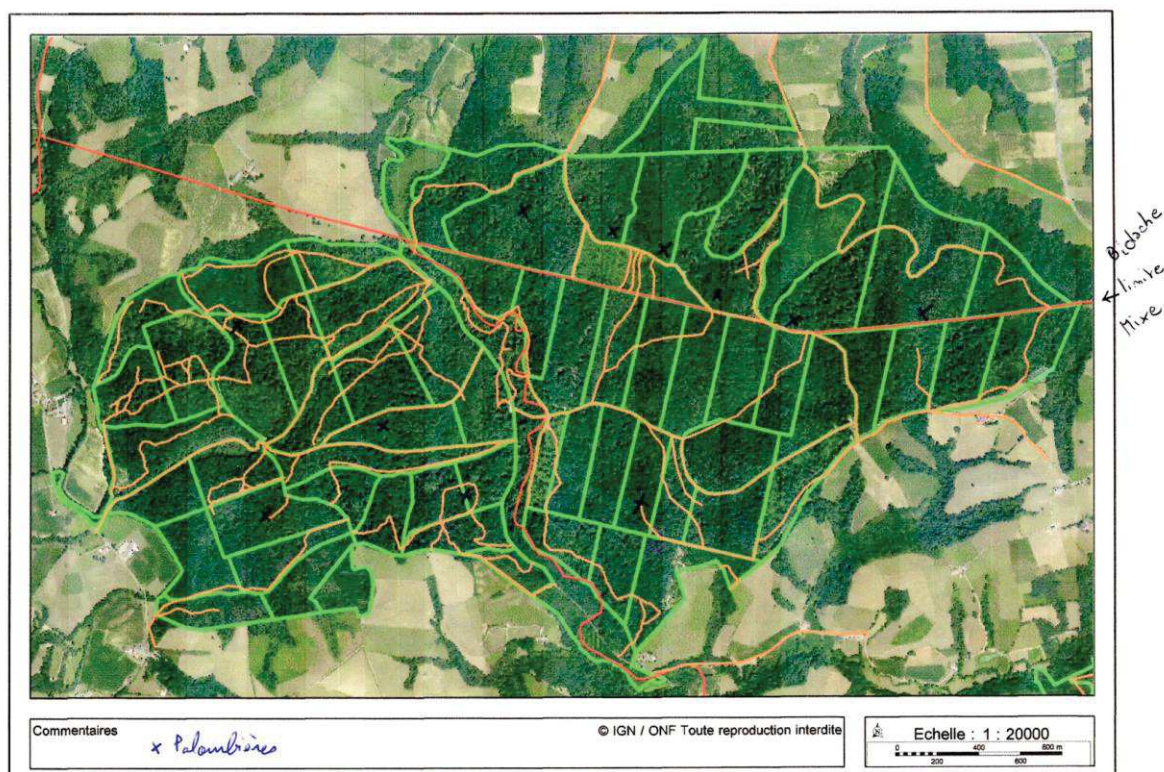 Bidache
← limite
Mixe
Commentaires
x Palombières
© IGN / ONF Toute reproduction interdite
Echelle : 1 : 20000
0 400 800 m
200 600